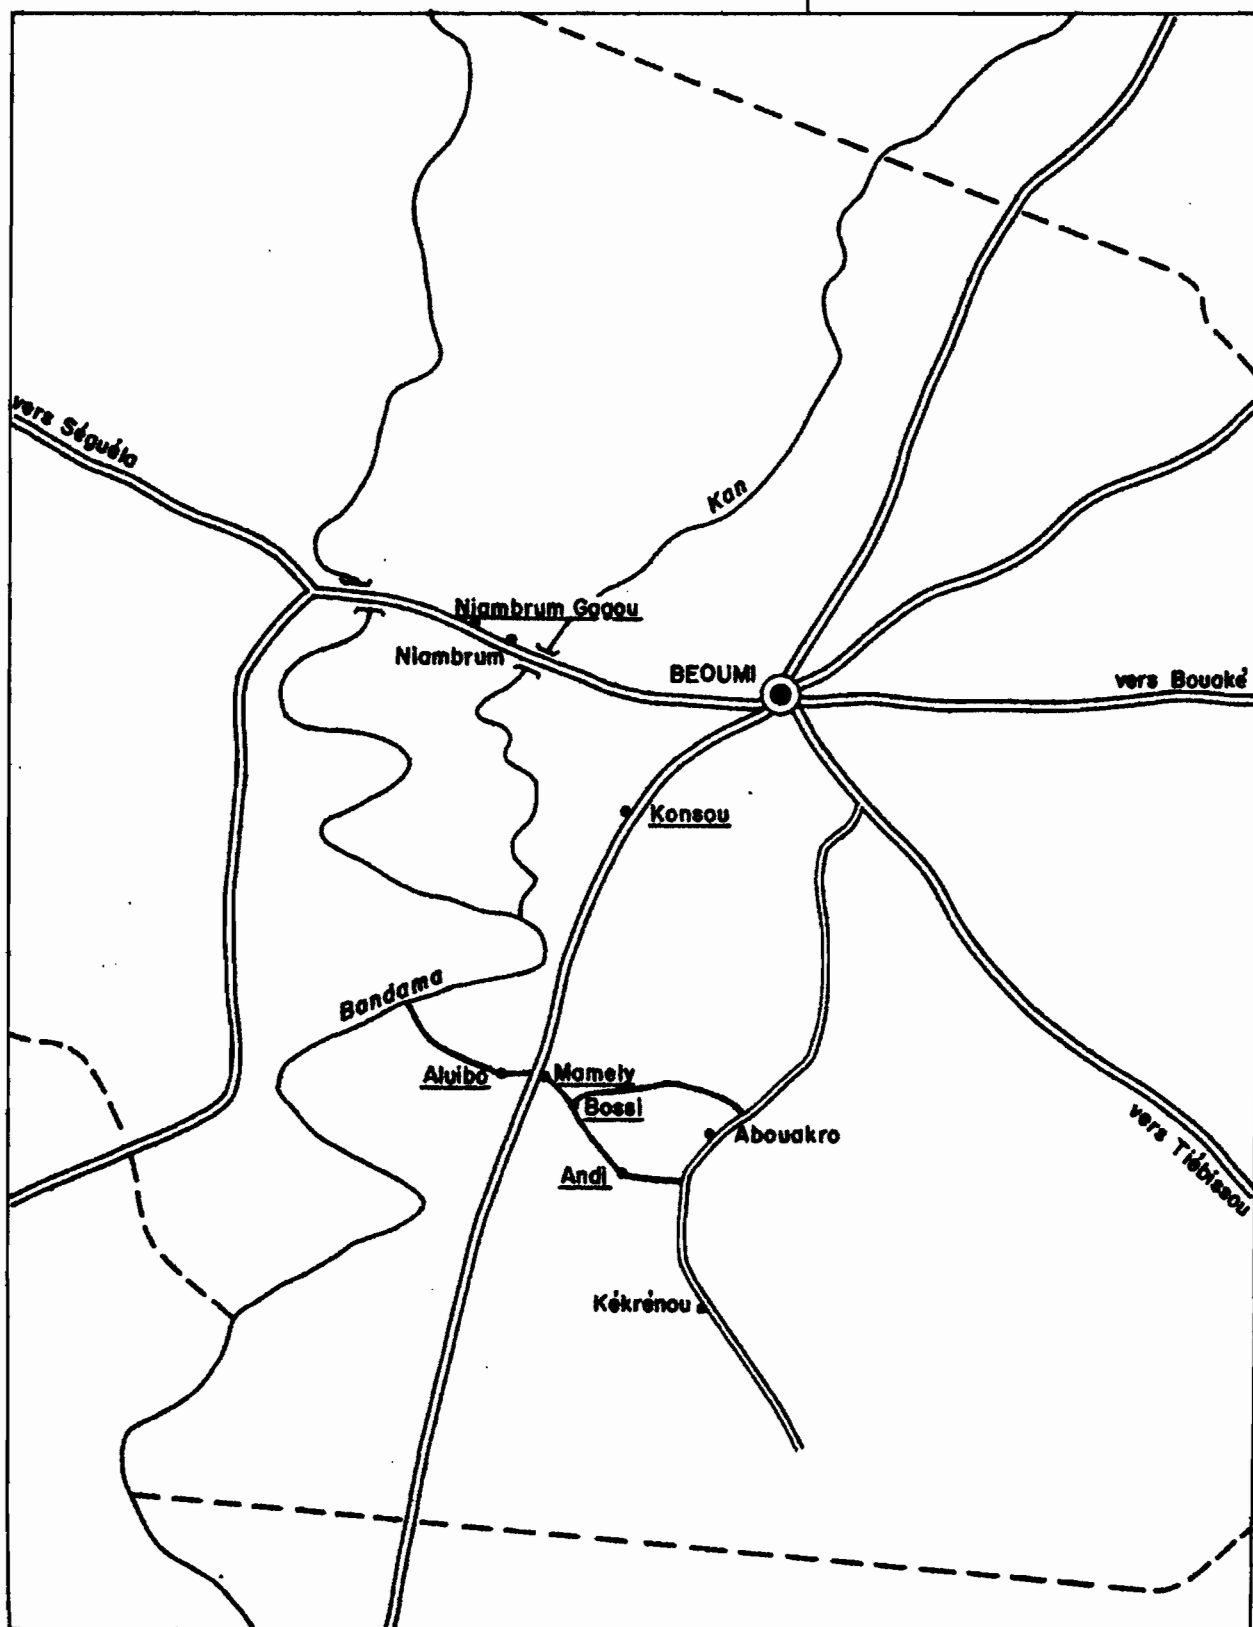 vers Séguéla
Kan
Niambrum Gogou
Niambrum
BEOUMI
vers Bouaké
Konsou
Bandama
Aluibo
Mamely
Bossi
Abouakro
Andi
vers Tiébissou
Kékrénou